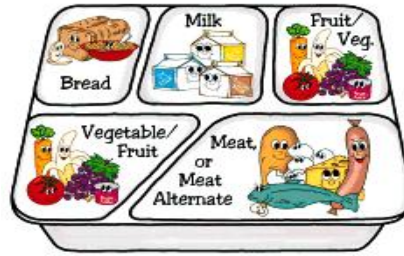 Bread
Milk
Fruit/
Veg.
Vegetable/
Fruit
Meat
or
Meat
Alternate